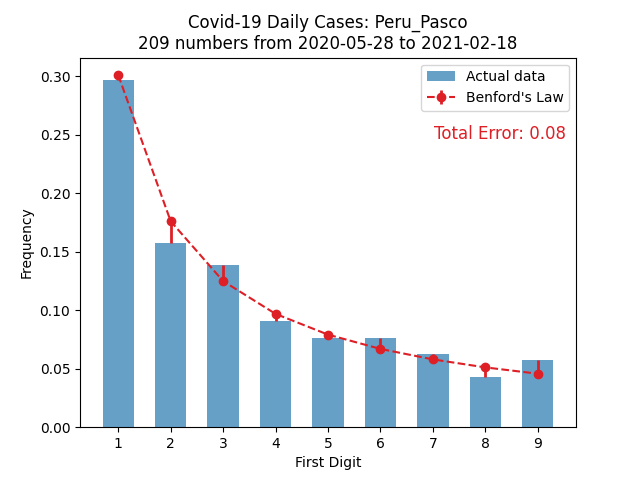 Covid-19 Daily Cases: Peru_Pasco
209 numbers from 2020-05-28 to 2021-02-18
Actual data
Benford's Law
Total Error: 0.08
Frequency
0.30
0.25
0.20
0.15
0.10
0.05
0.00
1 2 3 4 5 6 7 8 9
First Digit